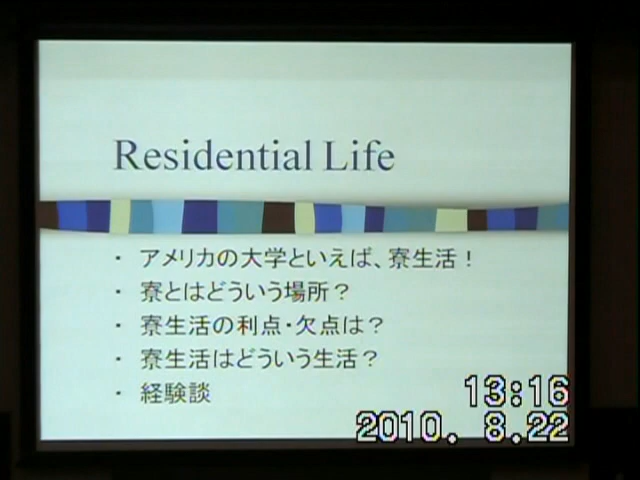 Residential Life
・ アメリカの大学といえば、寮生活！
・ 寮とはどういう場所？
・ 寮生活の利点・欠点は？
・ 寮生活はどういう生活？
・ 経験談
13:16
2010. 8.22